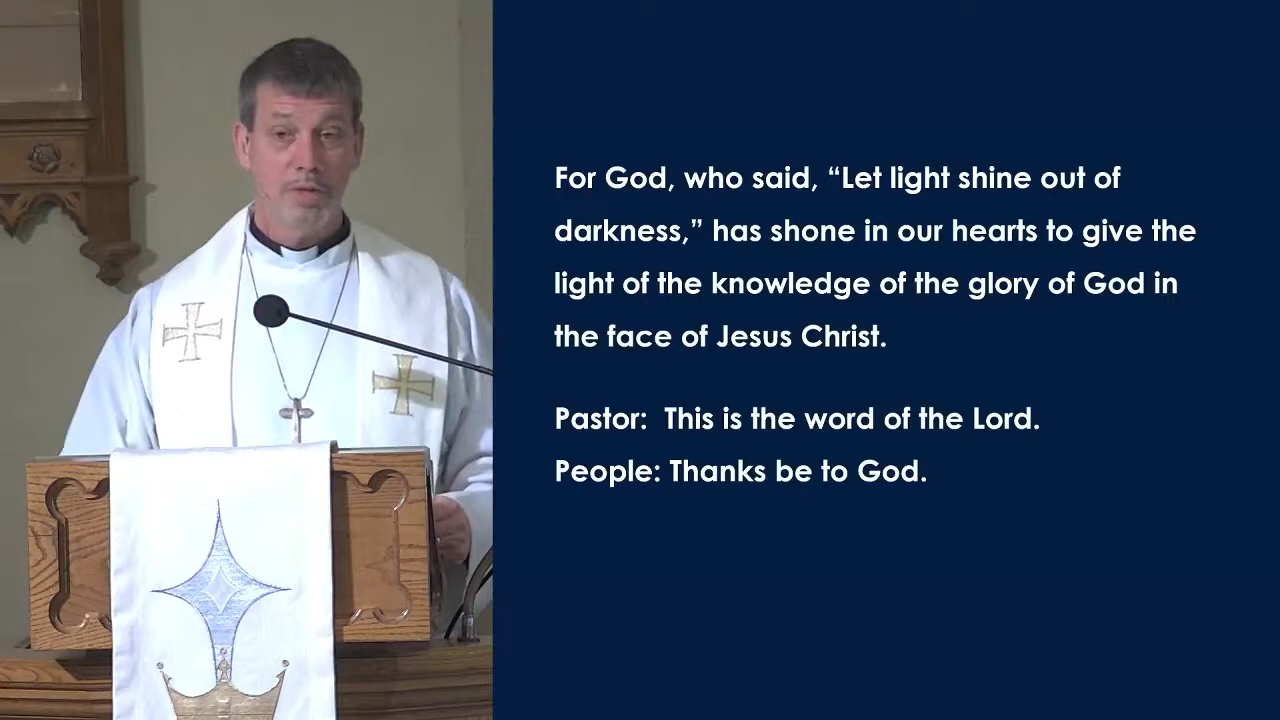 For God, who said, “Let light shine out of
darkness,” has shone in our hearts to give the
light of the knowledge of the glory of God in
the face of Jesus Christ.
Pastor:  This is the word of the Lord.
People: Thanks be to God.